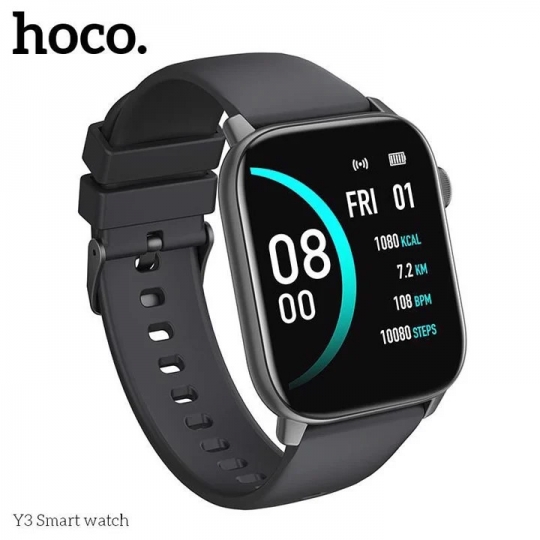 hoco.
FRI 01
08
00
1080 KCAL
7.2 KM
108 BPM
10080 STEPS
Y3 Smart watch